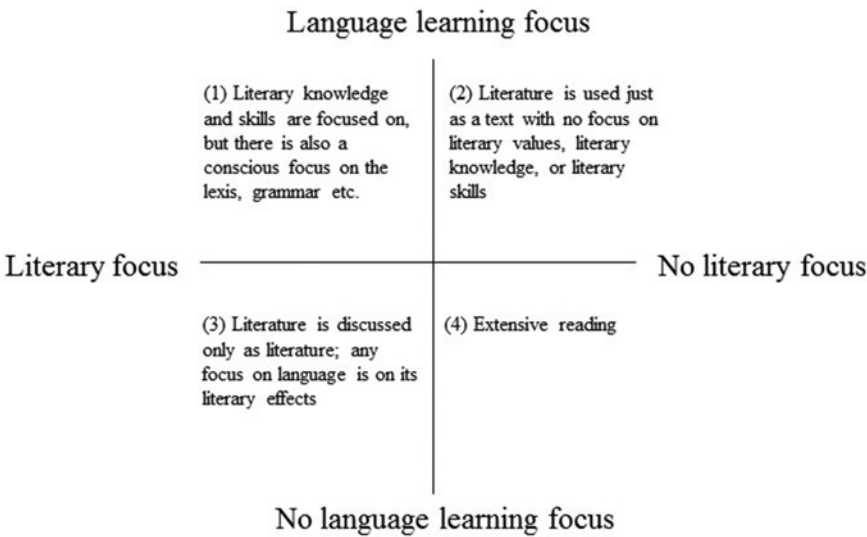 Language learning focus
(1) Literary knowledge
and skills are focused on,
but there is also a
conscious focus on the
lexis, grammar etc.
(2) Literature is used just
as a text with no focus on
literary values, literary
knowledge, or literary
skills
Literary focus
No literary focus
(3) Literature is discussed
only as literature; any
focus on language is on its
literary effects
(4) Extensive reading
No language learning focus